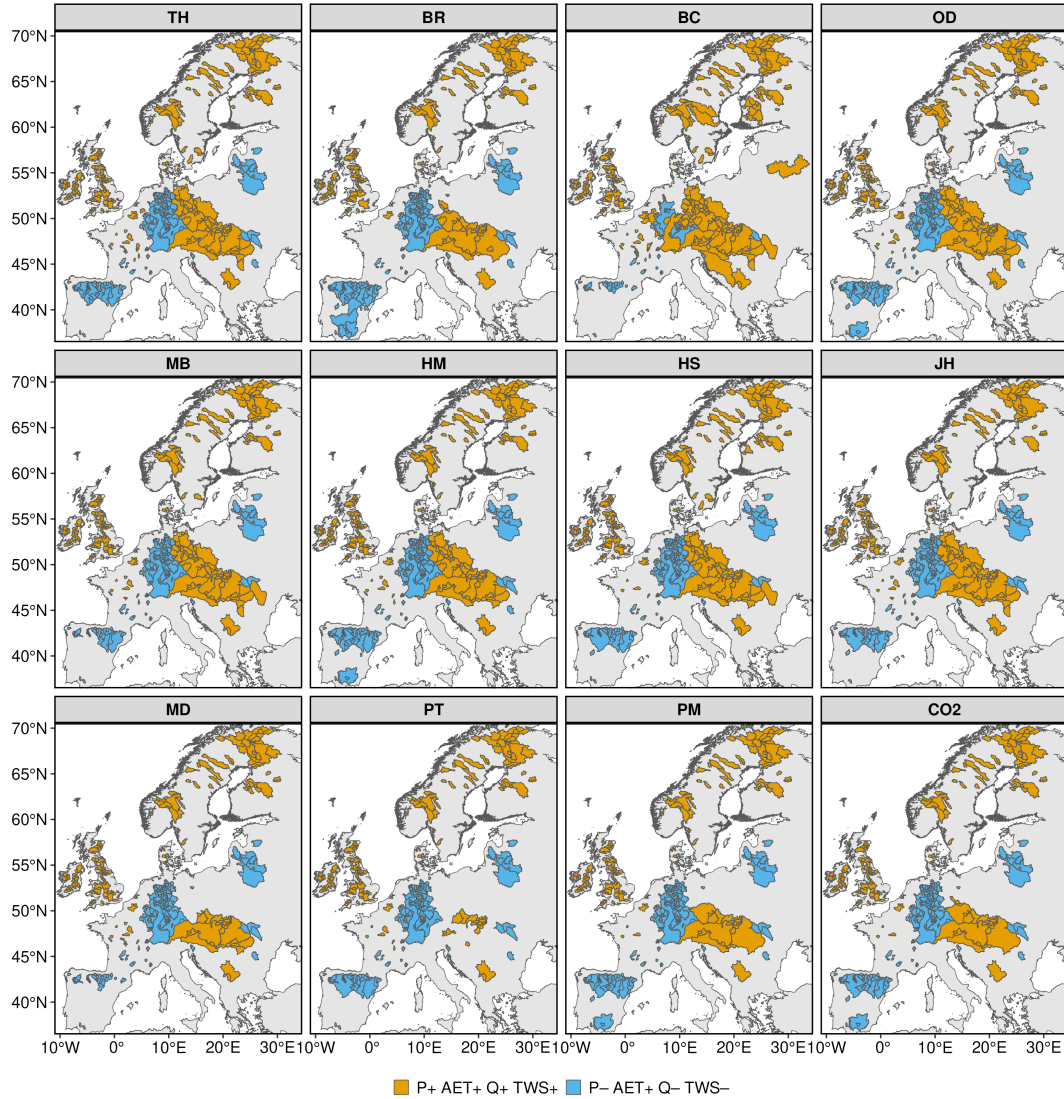 TH BR BC OD
70°N
65°N
60°N
55°N
50°N
45°N
40°N
MB HM HS JH
70°N
65°N
60°N
55°N
50°N
45°N
40°N
MD PT PM CO2
70°N
65°N
60°N
55°N
50°N
45°N
40°N
10°W 0° 10°E 20°E 30°E 10°W 0° 10°E 20°E 30°E 10°W 0° 10°E 20°E 30°E 10°W 0° 10°E 20°E 30°E
P+ AET+ Q+ TWS+ P− AET+ Q− TWS−